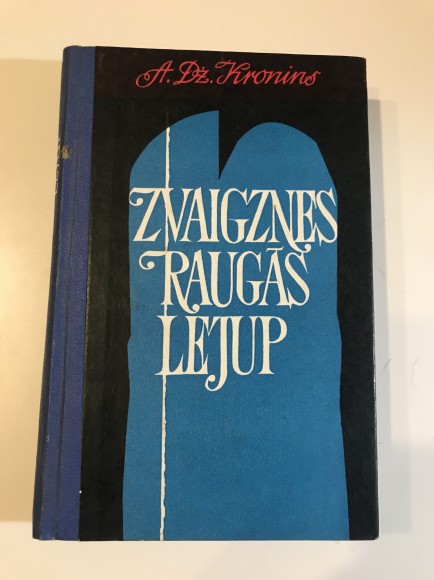 A. Dž. Kronins
ZVAIGZNES
RAUGĀS
LEJUP